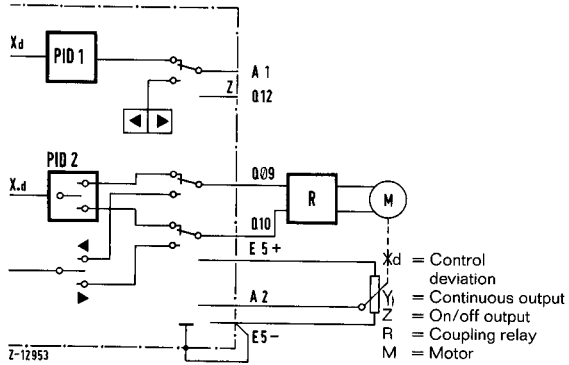 Xd
PID 1
A 1
Z
Q12
PID 2
X.d
Q09
R
M
Q10
E 5+
A 2
E5-
Z-12953
Xd = Control deviation
Y = Continuous output
Z = On/off output
R = Coupling relay
M = Motor